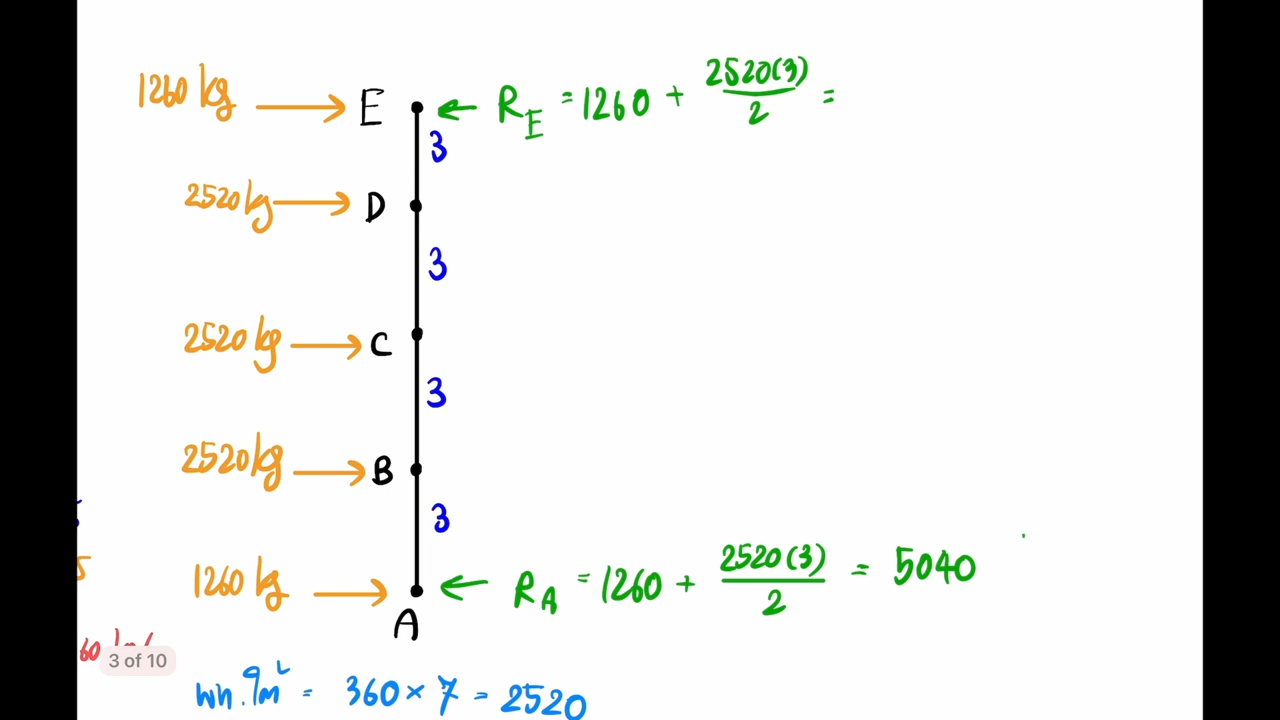 1260 kg → E ← R_E = 1260 + 2520(3)/2 =
3
2520 kg → D
3
2520 kg → C
3
2520 kg → B
3
1260 kg → A ← R_A = 1260 + 2520(3)/2 = 5040
3 of 10
= 360 × 7 = 2520